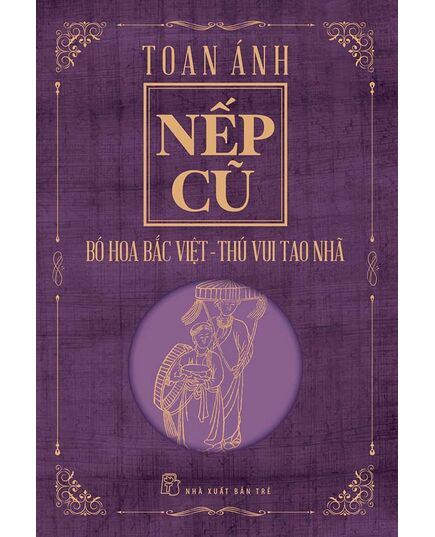 TOAN ÁNH
NẾP
CŨ
BÓ HOA BẮC VIỆT - THÚ VUI TAO NHÃ
NHÀ XUẤT BẢN TRẺ